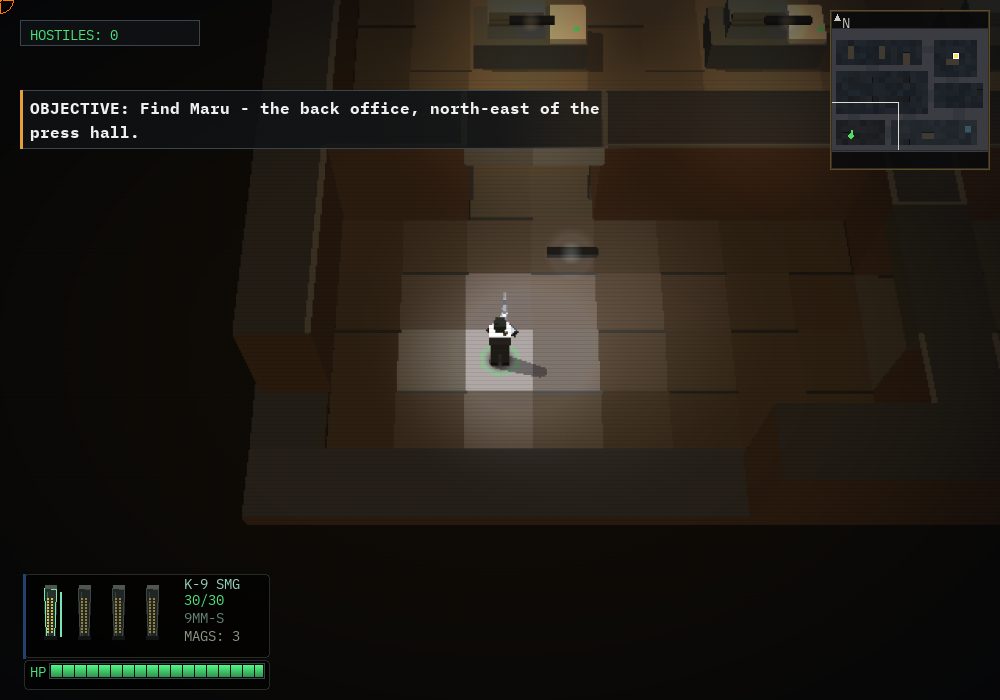 HOSTILES: 0
N
OBJECTIVE: Find Maru - the back office, north-east of the
press hall.
K-9 SMG
30/30
9MM-S
MAGS: 3
HP